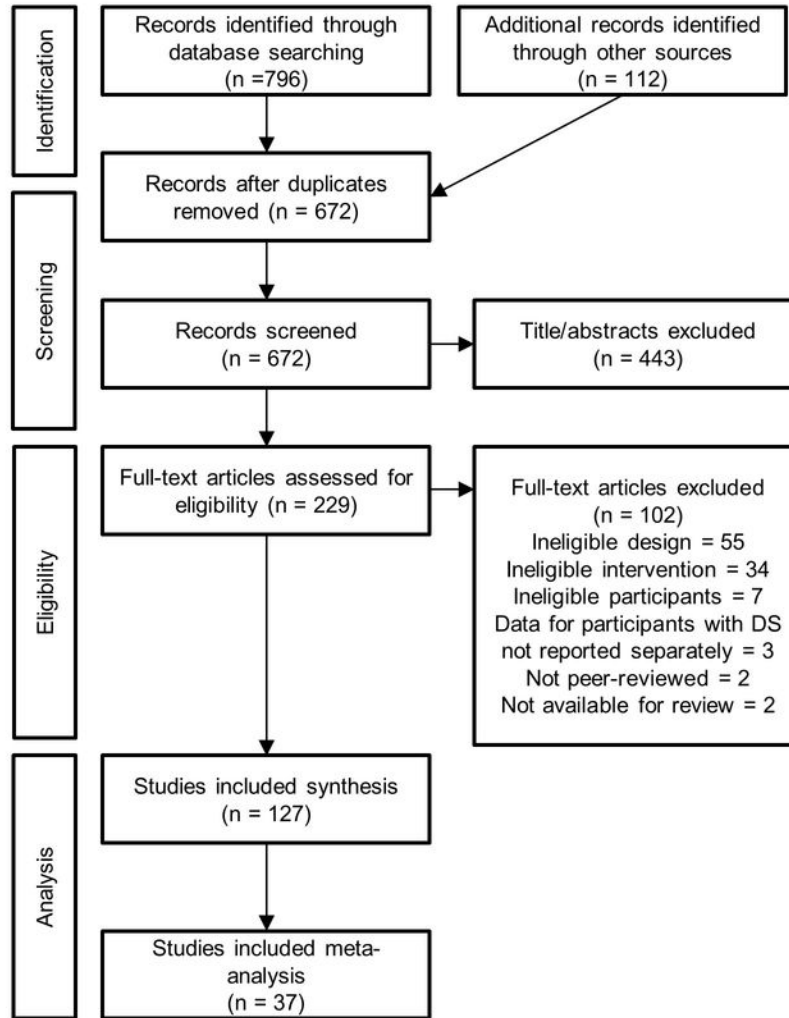 Identification
Records identified through
database searching
(n =796)
Additional records identified
through other sources
(n = 112)
Records after duplicates
removed (n = 672)
Screening
Records screened
(n = 672)
Title/abstracts excluded
(n = 443)
Eligibility
Full-text articles assessed for
eligibility (n = 229)
Full-text articles excluded
(n = 102)
Ineligible design = 55
Ineligible intervention = 34
Ineligible participants = 7
Data for participants with DS
not reported separately = 3
Not peer-reviewed = 2
Not available for review = 2
Analysis
Studies included synthesis
(n = 127)
Studies included meta-
analysis
(n = 37)